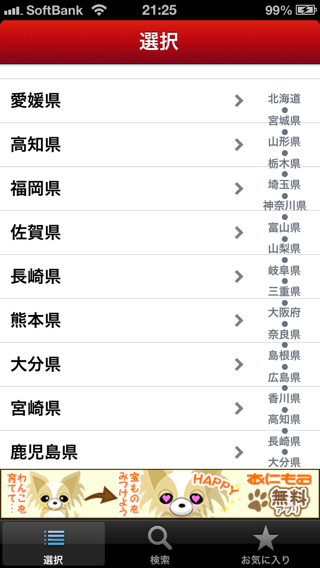 SoftBank 21:25 99%
選択
愛媛県
高知県
福岡県
佐賀県
長崎県
熊本県
大分県
宮崎県
鹿児島県
北海道
宮城県
山形県
栃木県
埼玉県
神奈川県
富山県
山梨県
岐阜県
三重県
大阪府
奈良県
島根県
広島県
香川県
高知県
長崎県
大分県
わんこを
育てて…
宝ものを
みつけよう
HAPPY
おにもる
無料
アプリ
選択
検索
お気に入り